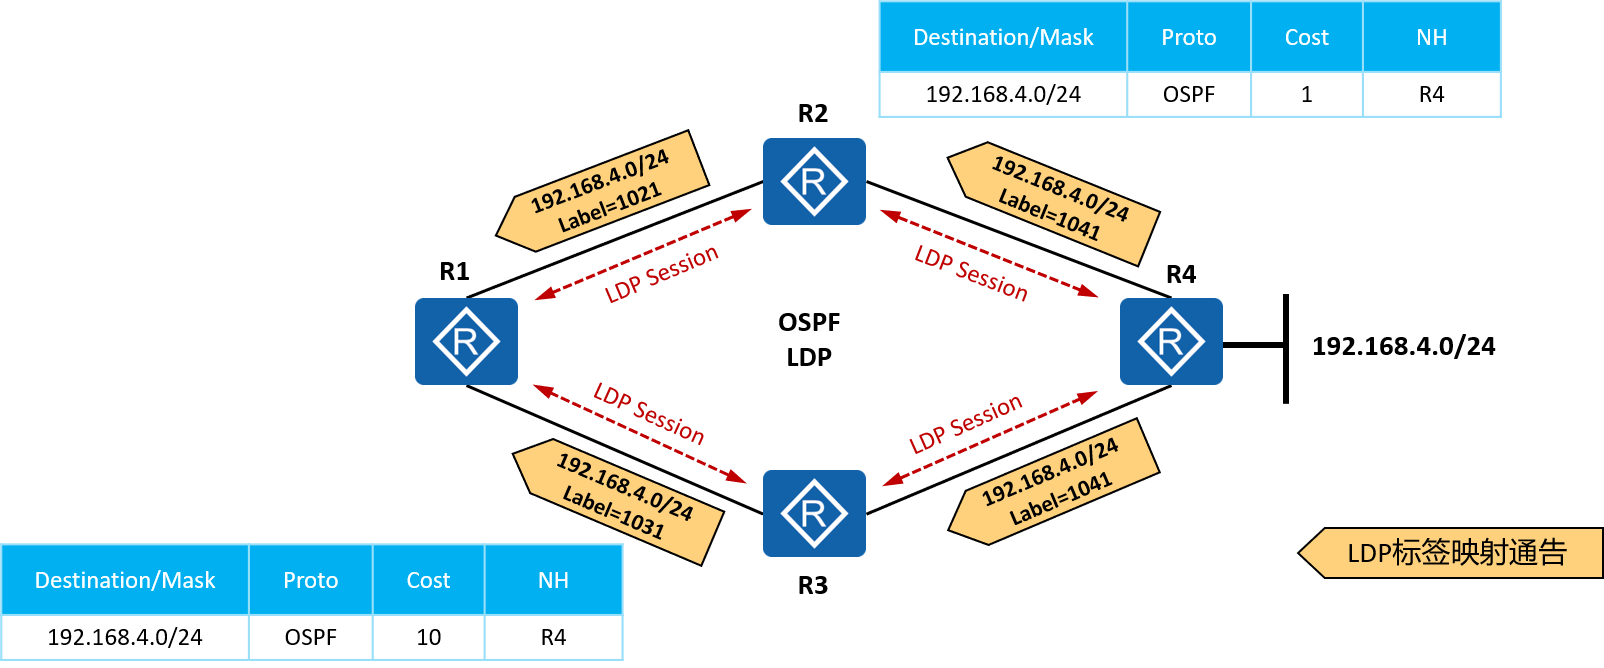 Destination/Mask Proto Cost NH
192.168.4.0/24 OSPF 1 R4
R2
192.168.4.0/24
Label=1021
192.168.4.0/24
Label=1041
LDP Session
LDP Session
R
R1
R4
R
OSPF
LDP
R
192.168.4.0/24
LDP Session
LDP Session
192.168.4.0/24
Label=1031
192.168.4.0/24
Label=1041
R
R3
LDP标签映射通告
Destination/Mask Proto Cost NH
192.168.4.0/24 OSPF 10 R4